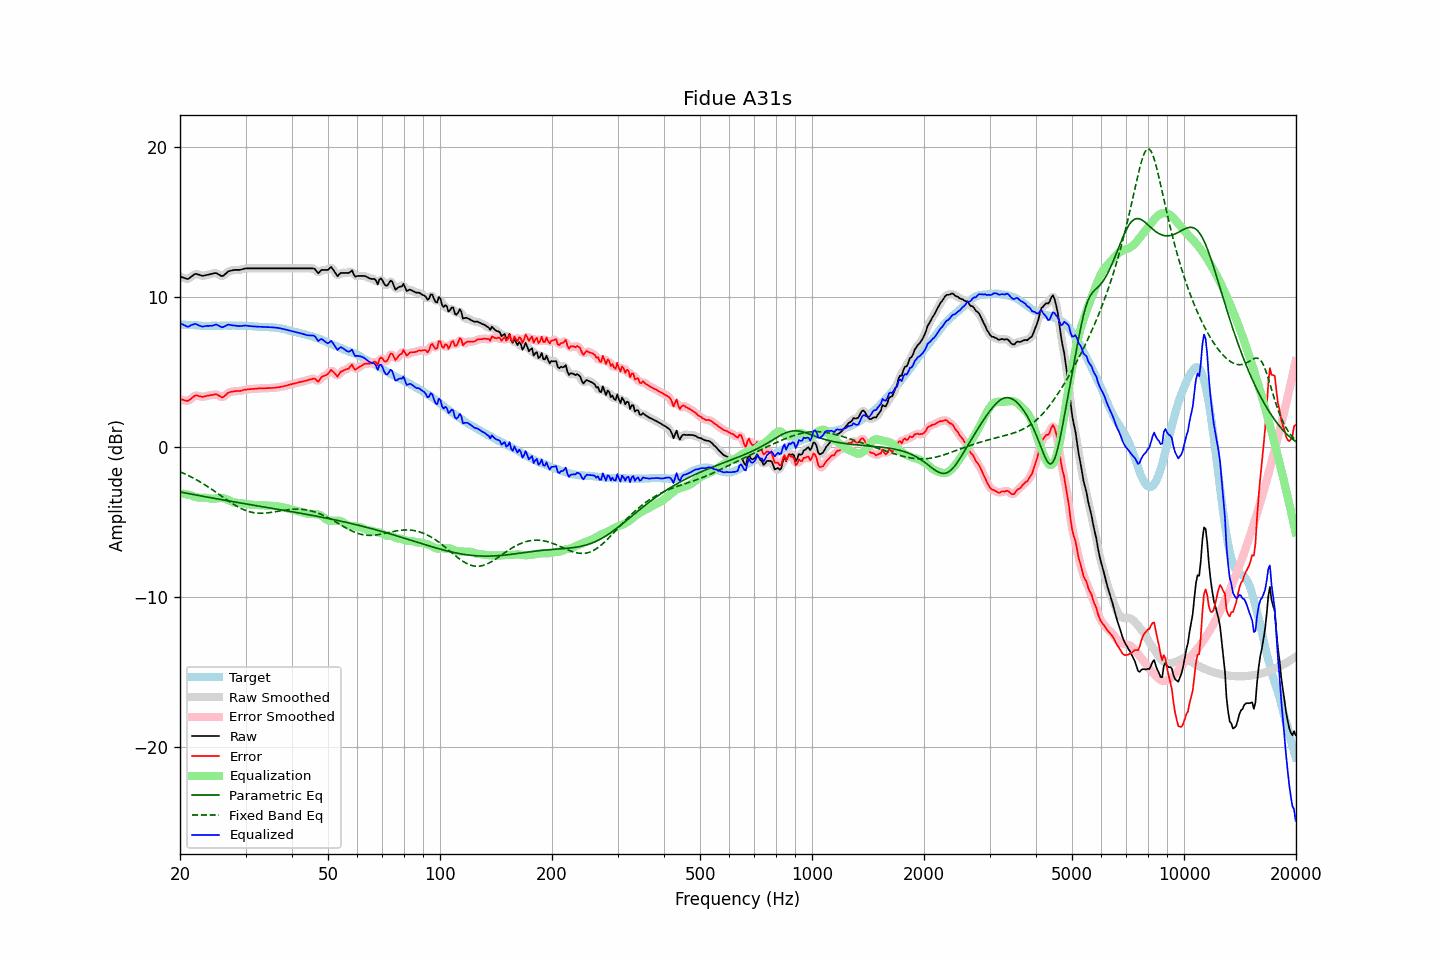 Fidue A31s
Amplitude (dBr)
20
10
0
−10
−20
Target
Raw Smoothed
Error Smoothed
Raw
Error
Equalization
Parametric Eq
Fixed Band Eq
Equalized
20 50 100 200 500 1000 2000 5000 10000 20000
Frequency (Hz)